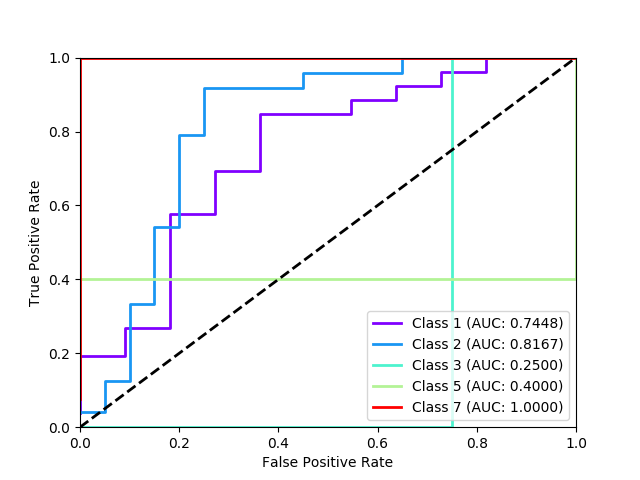 1.0
0.8
0.6
0.4
0.2
0.0
True Positive Rate
Class 1 (AUC: 0.7448)
Class 2 (AUC: 0.8167)
Class 3 (AUC: 0.2500)
Class 5 (AUC: 0.4000)
Class 7 (AUC: 1.0000)
0.0 0.2 0.4 0.6 0.8 1.0
False Positive Rate